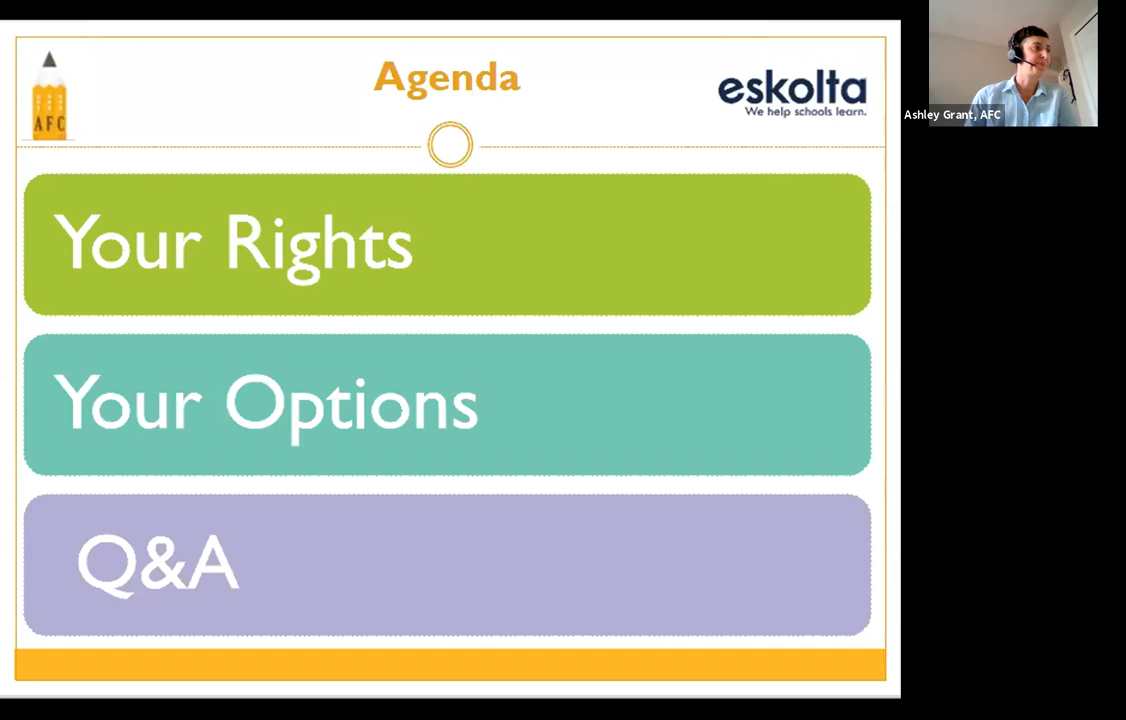 Agenda
AFC
eskolta
We help schools learn.
Ashley Grant, AFC
Your Rights
Your Options
Q&A